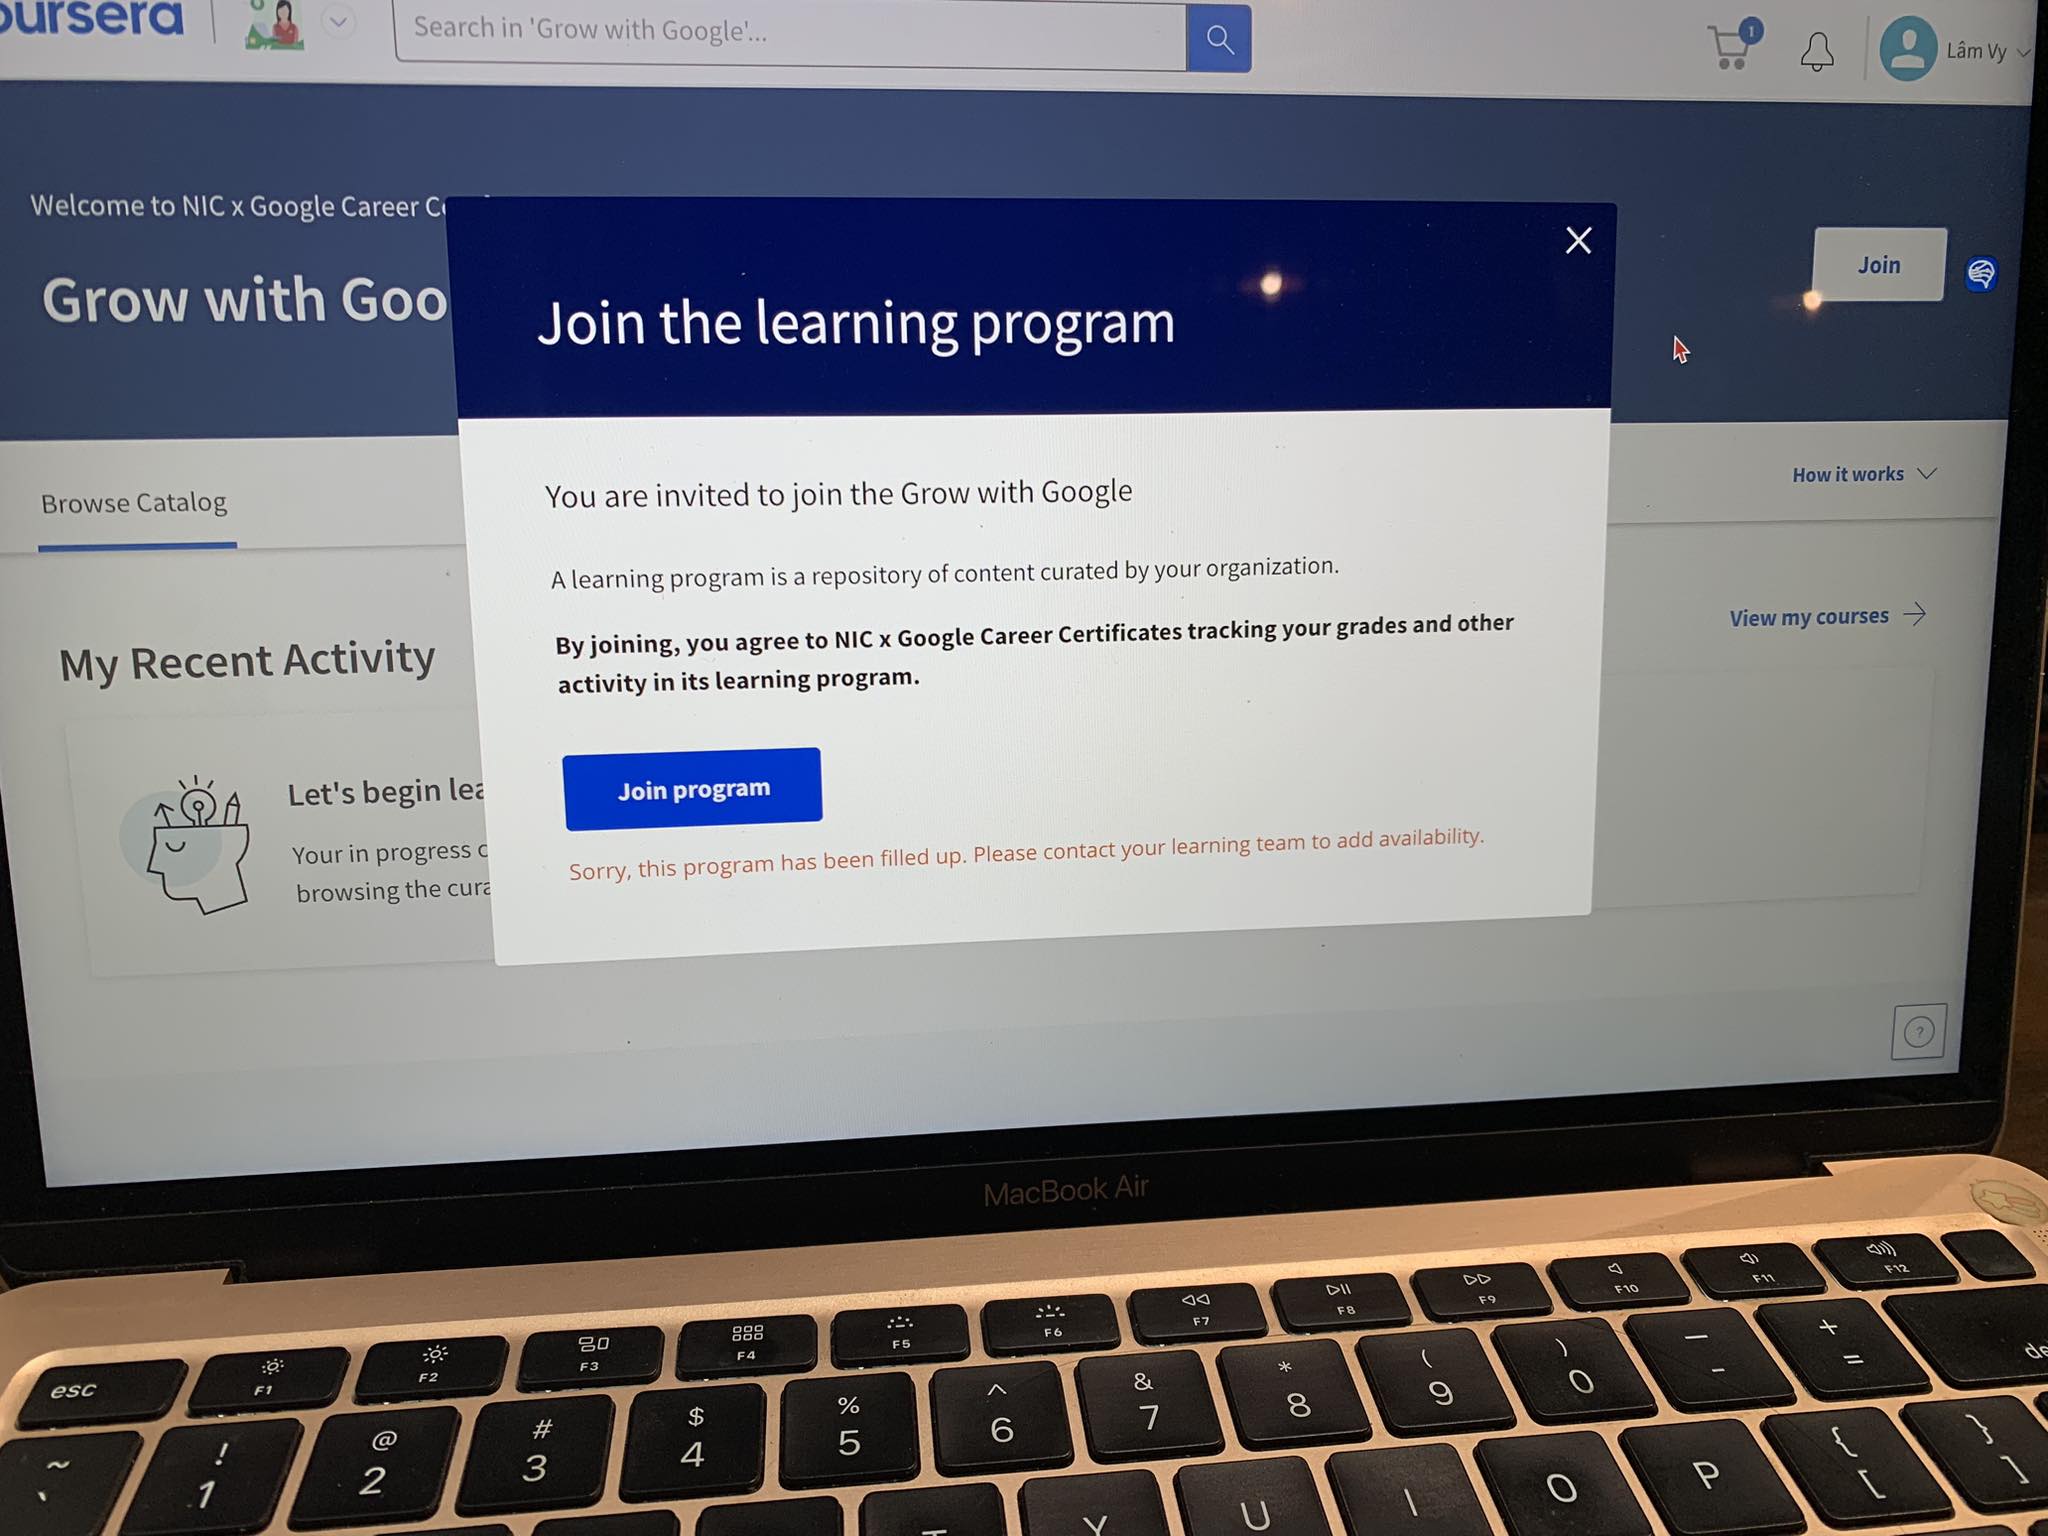 oursera
Search in 'Grow with Google'...
1
Lâm Vy
Welcome to NIC x Google Career
Grow with Goo
Join
Join the learning program
Browse Catalog
How it works
You are invited to join the Grow with Google
A learning program is a repository of content curated by your organization.
By joining, you agree to NIC x Google Career Certificates tracking your grades and other
activity in its learning program.
View my courses
My Recent Activity
Join program
Let's begin lea
Your in progress
browsing the cura
Sorry, this program has been filled up. Please contact your learning team to add availability.
?
MacBook Air
esc F1 F2 F3 F4 F5 F6 F7 F8 F9 F10 F11 F12
~ ! @ # $ % ^ & * ( ) — +
` 1 2 3 4 5 6 7 8 9 0 - = de
Y U I O P { [ } ]